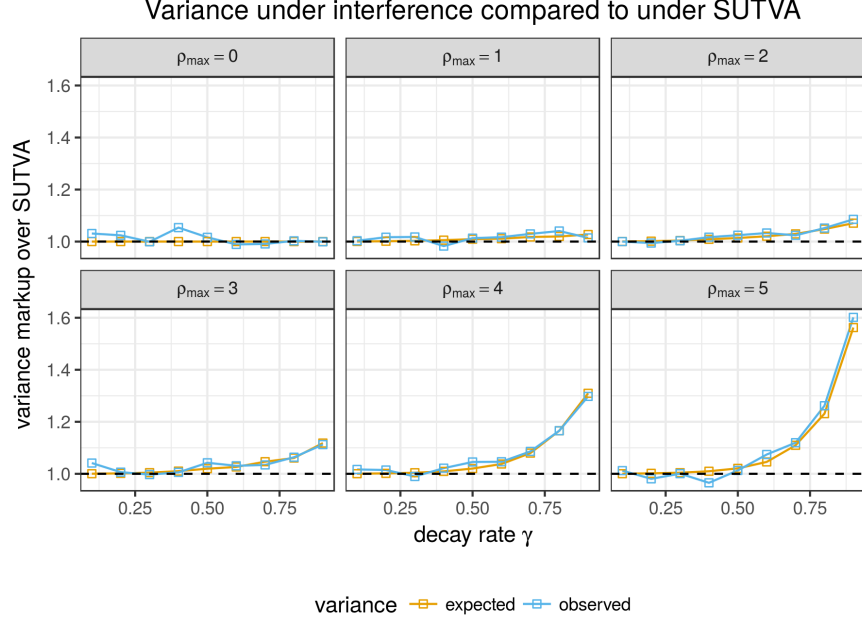 Variance under interference compared to under SUTVA
ρmax = 0
ρmax = 1
ρmax = 2
1.6
1.4
1.2
1.0
ρmax = 3
ρmax = 4
ρmax = 5
1.6
1.4
1.2
1.0
variance markup over SUTVA
0.25 0.50 0.75
0.25 0.50 0.75
0.25 0.50 0.75
decay rate γ
variance expected observed